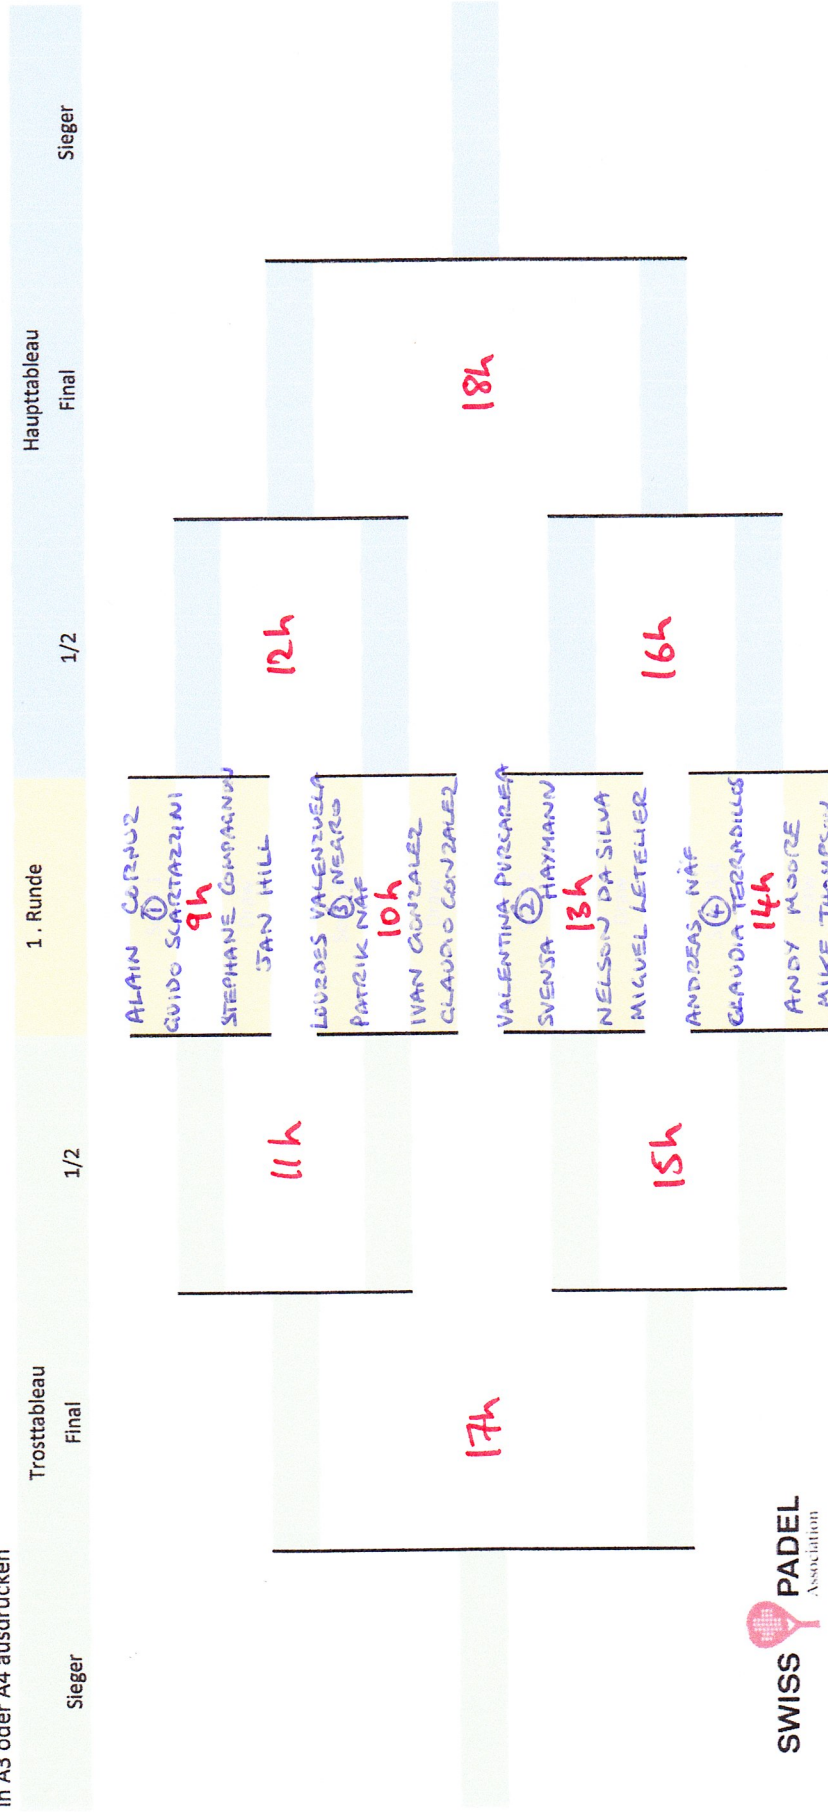 In A3 oder A4 ausdrucken
Trosttableau
1. Runde
Haupttableau
Sieger
Final
1/2
1/2
Final
Sieger
ALAIN CORNUZ
①
GUIDO SCARTAZZINI
9h
STEPHANE COMPAGNON
JAN HILL
11h
12h
LOURDES VALENZUELA
③ NEGRO
PATRIK NÄF
10h
IVAN GONZALEZ
CLAUDIO GONZALEZ
17h
18h
VALENTINA PURCAREA
②
SVENJA HAYMANN
13h
NELSON DA SILVA
MIGUEL LETELIER
15h
16h
ANDREAS NÄF
④
CLAUDIA TERRADILLOS
14h
ANDY MOORE
MIKE THOMPSON
SWISS PADEL
Association